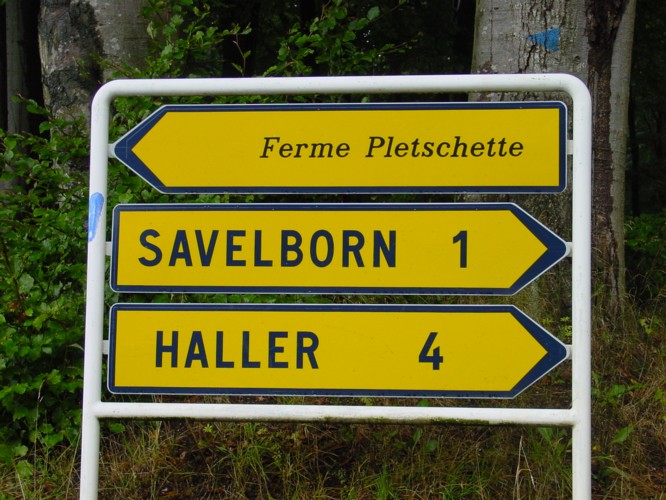 Ferme Pletschette
SAVELBORN 1
HALLER 4